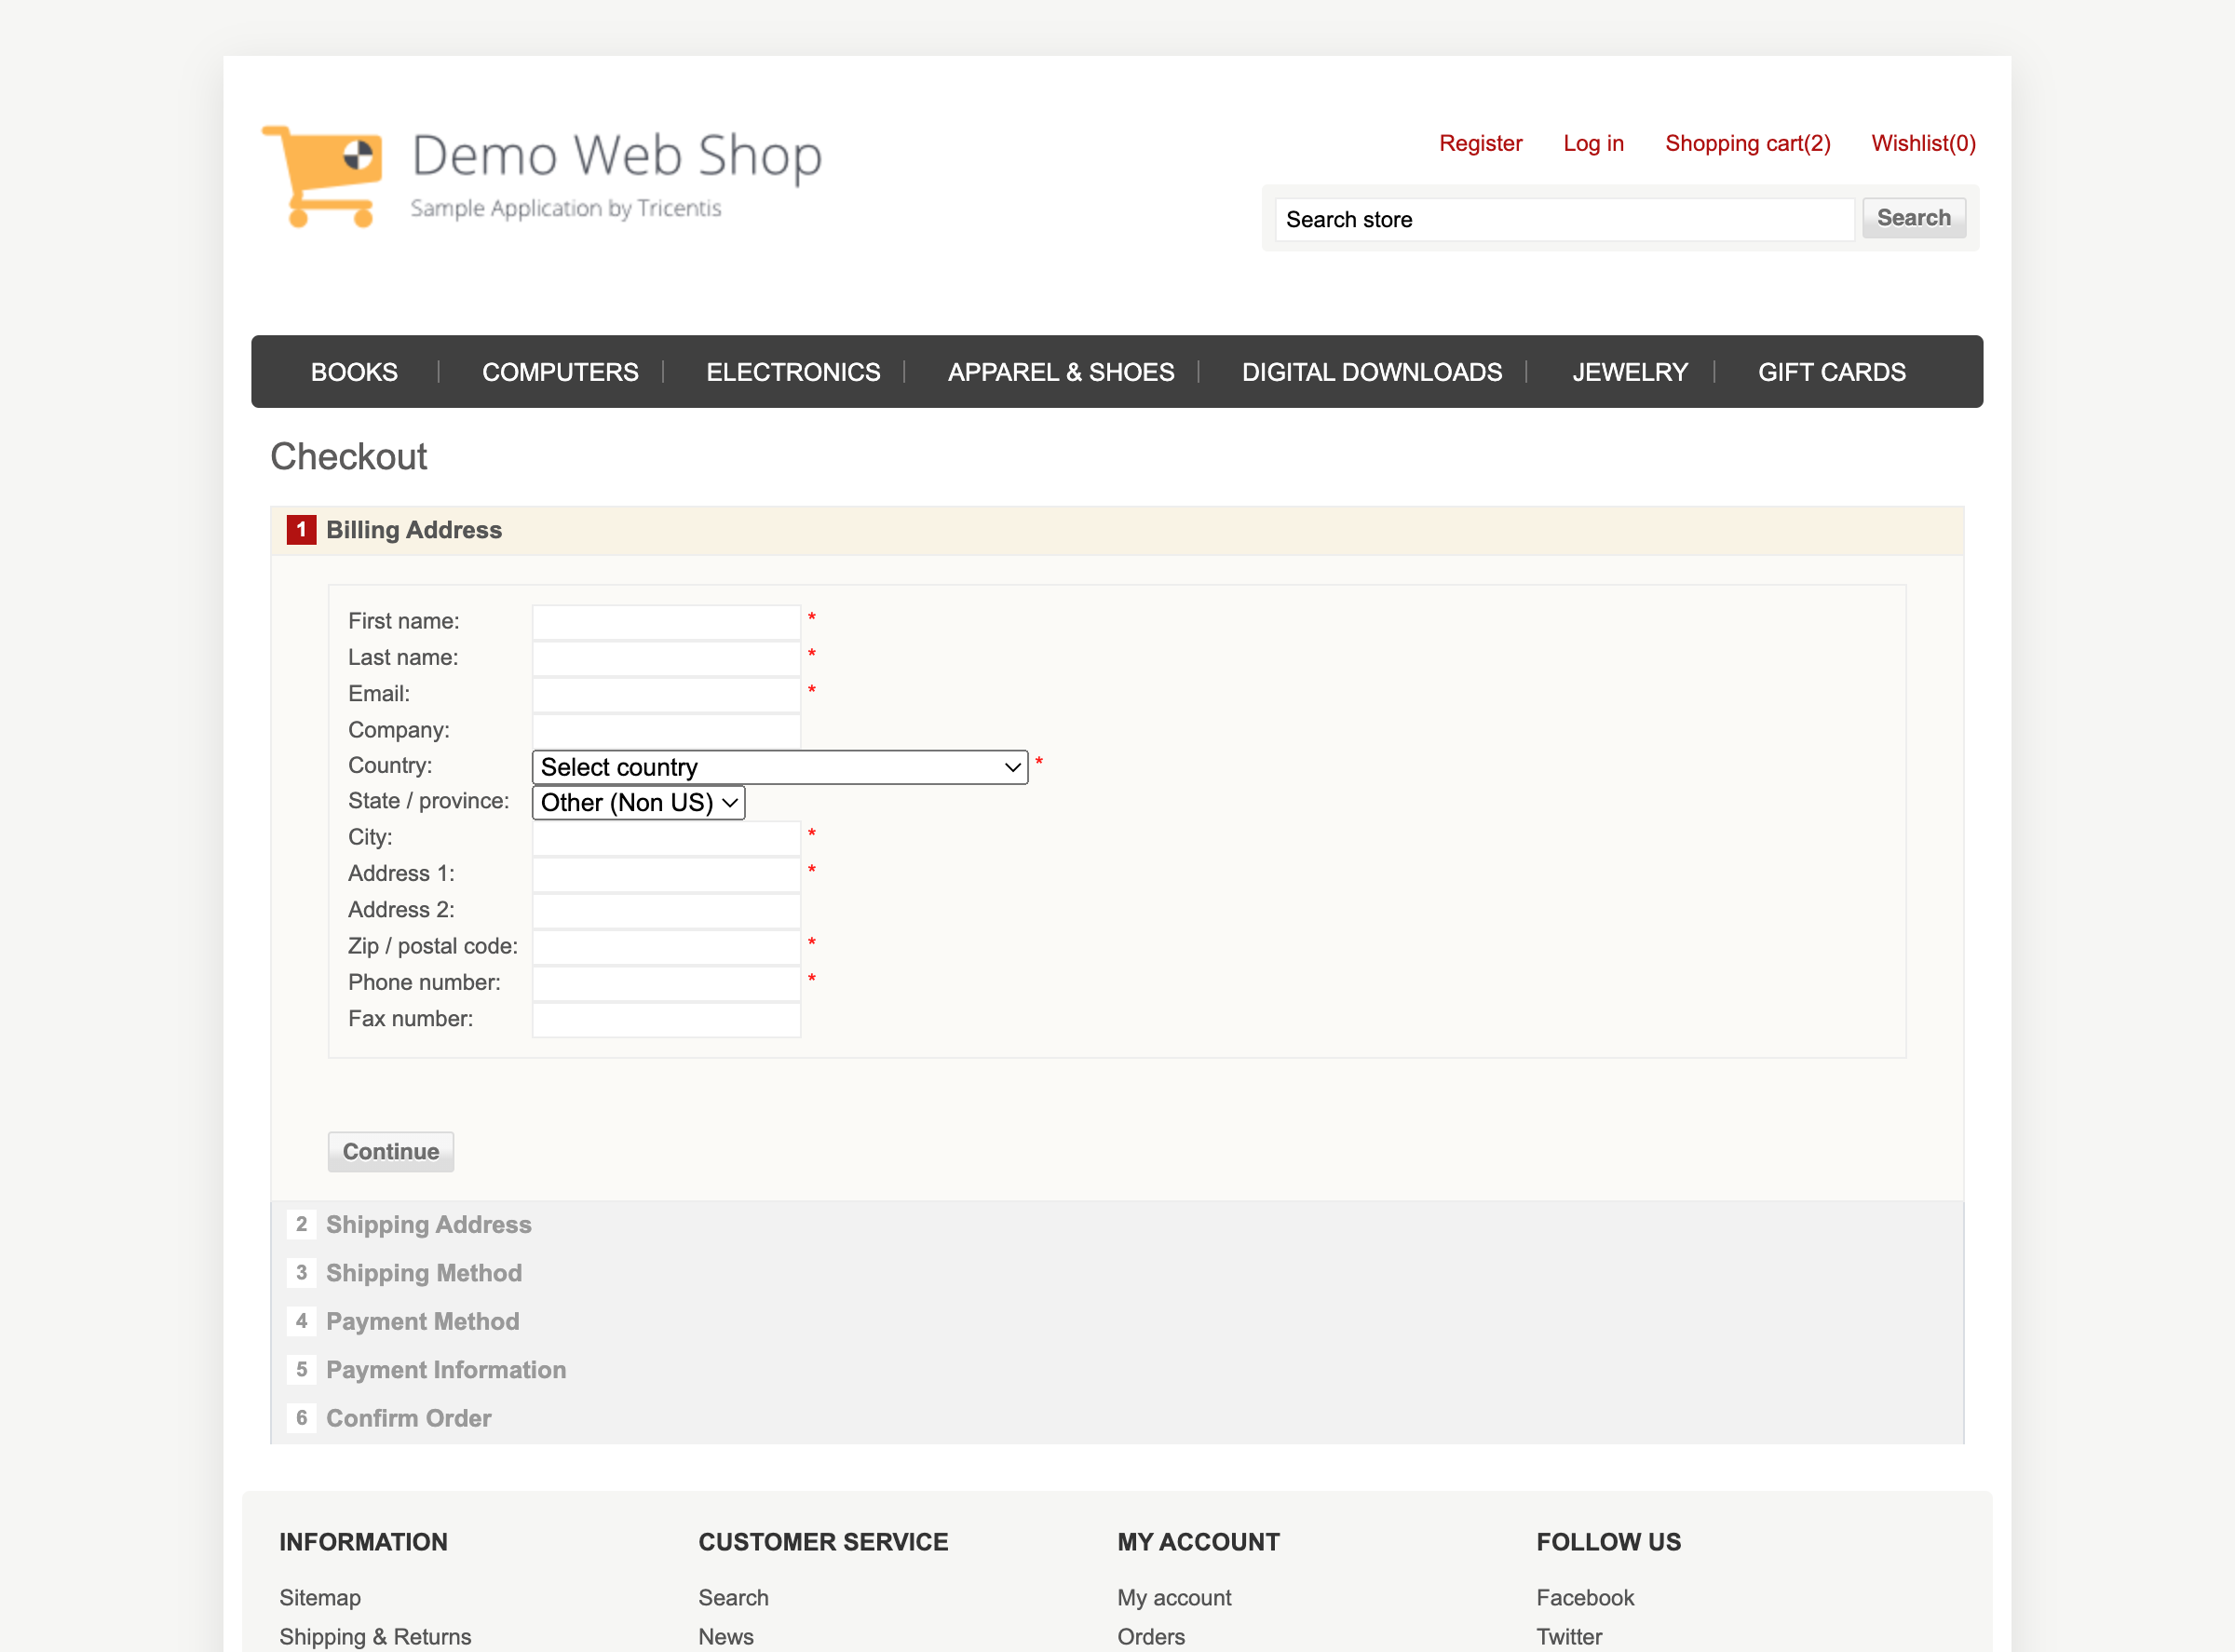 Demo Web Shop
Sample Application by Tricentis
Register Log in Shopping cart(2) Wishlist(0)
Search store Search
BOOKS COMPUTERS ELECTRONICS APPAREL & SHOES DIGITAL DOWNLOADS JEWELRY GIFT CARDS
Checkout
1 Billing Address
First name: *
Last name: *
Email: *
Company:
Country: Select country *
State / province: Other (Non US)
City: *
Address 1: *
Address 2:
Zip / postal code: *
Phone number: *
Fax number:
Continue
2 Shipping Address
3 Shipping Method
4 Payment Method
5 Payment Information
6 Confirm Order
INFORMATION CUSTOMER SERVICE MY ACCOUNT FOLLOW US
Sitemap Search My account Facebook
Shipping & Returns News Orders Twitter